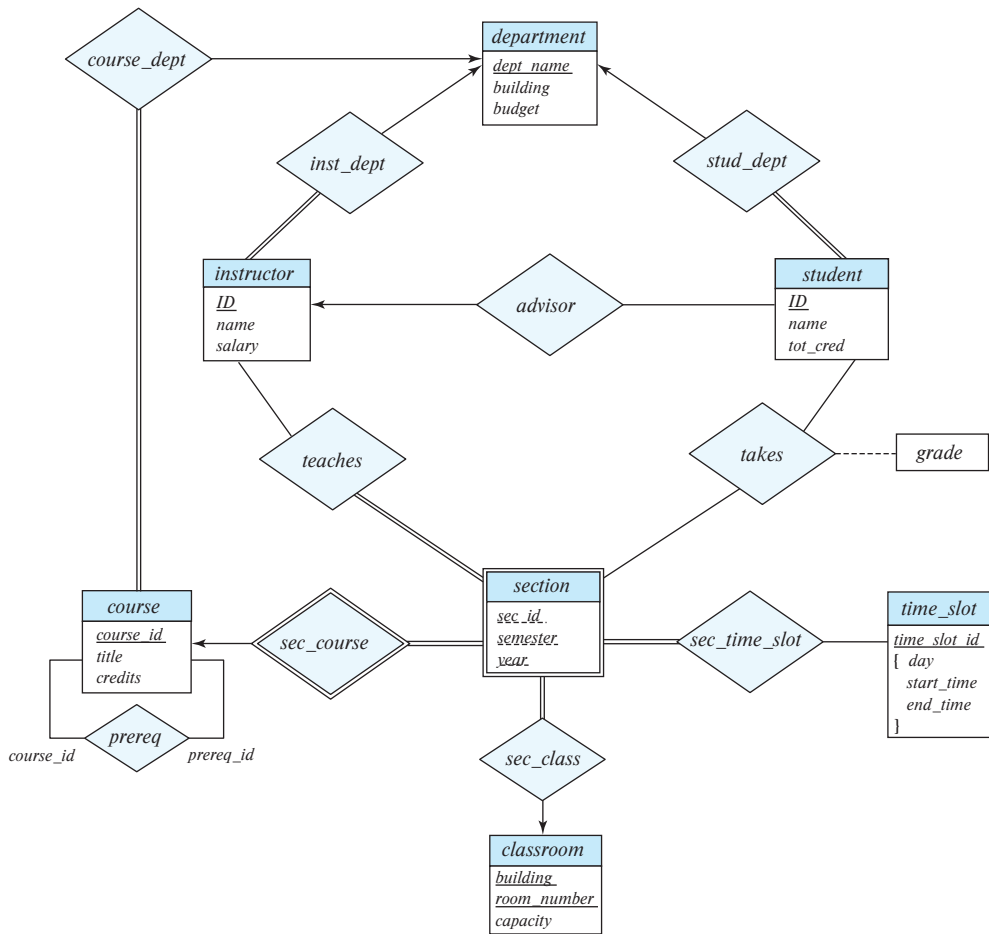 department
dept_name
building
budget
course_dept
inst_dept
stud_dept
instructor
ID
name
salary
advisor
student
ID
name
tot_cred
teaches
takes
grade
section
sec_id
semester
year
course
course_id
title
credits
sec_course
sec_time_slot
time_slot
time_slot_id
{ day
start_time
end_time
}
prereq
course_id
prereq_id
sec_class
classroom
building
room_number
capacity